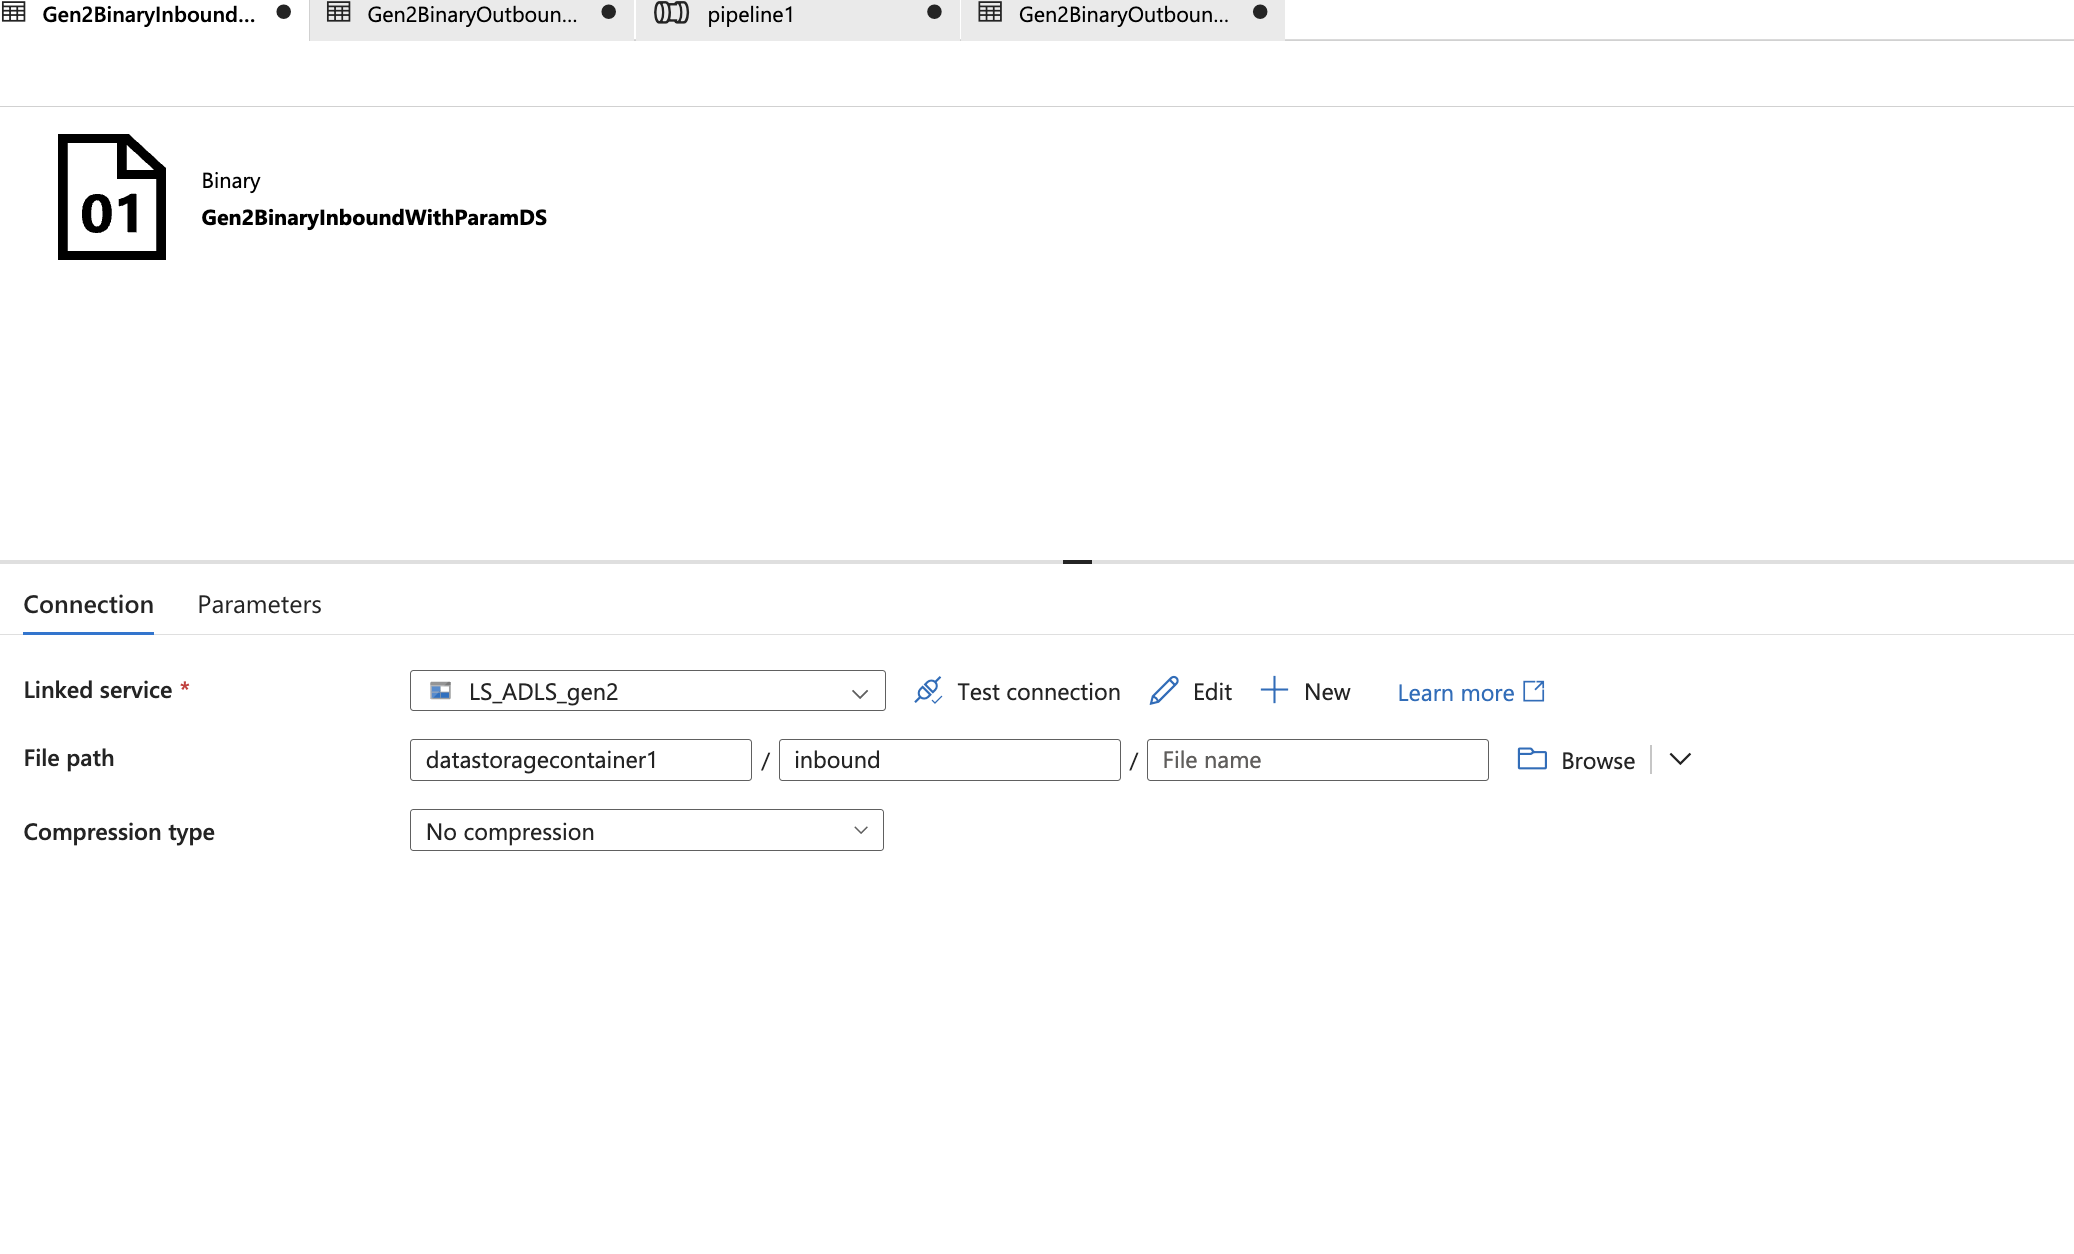 Gen2BinaryInbound...
Gen2BinaryOutboun...
pipeline1
Gen2BinaryOutboun...
01
Binary
Gen2BinaryInboundWithParamDS
Connection Parameters
Linked service * LS_ADLS_gen2 Test connection Edit New Learn more
File path datastoragecontainer1 / inbound / File name Browse
Compression type No compression